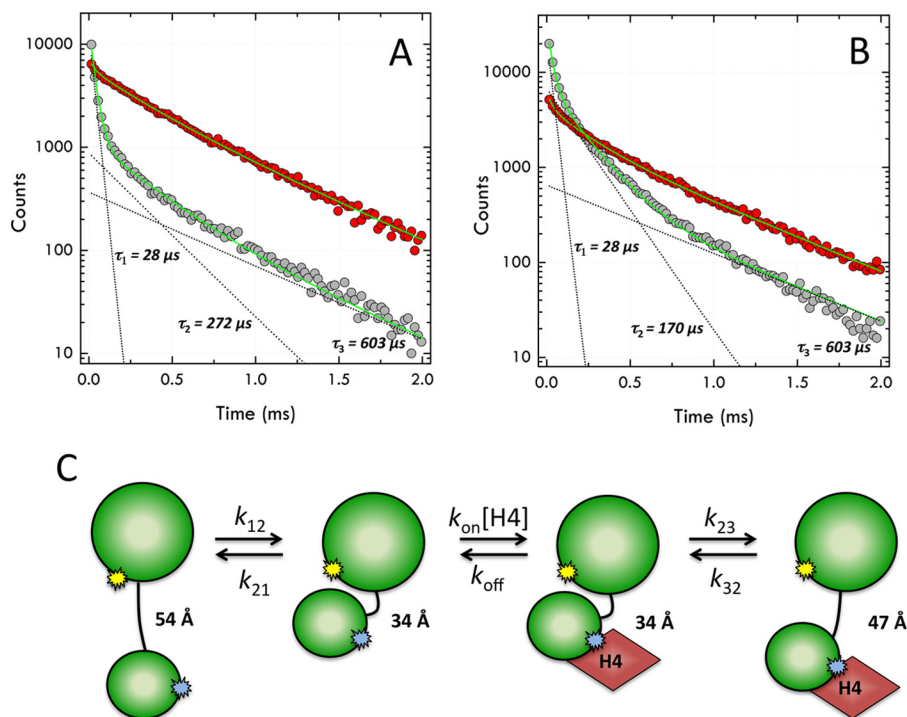 A
10000
1000
100
10
Counts
τ1 = 28 μs
τ2 = 272 μs
τ3 = 603 μs
0.0 0.5 1.0 1.5 2.0
Time (ms)
B
10000
1000
100
10
Counts
τ1 = 28 μs
τ2 = 170 μs
τ3 = 603 μs
0.0 0.5 1.0 1.5 2.0
Time (ms)
C
k12 kon[H4] k23
k21 koff k32
54 Å 34 Å 34 Å 47 Å
H4 H4